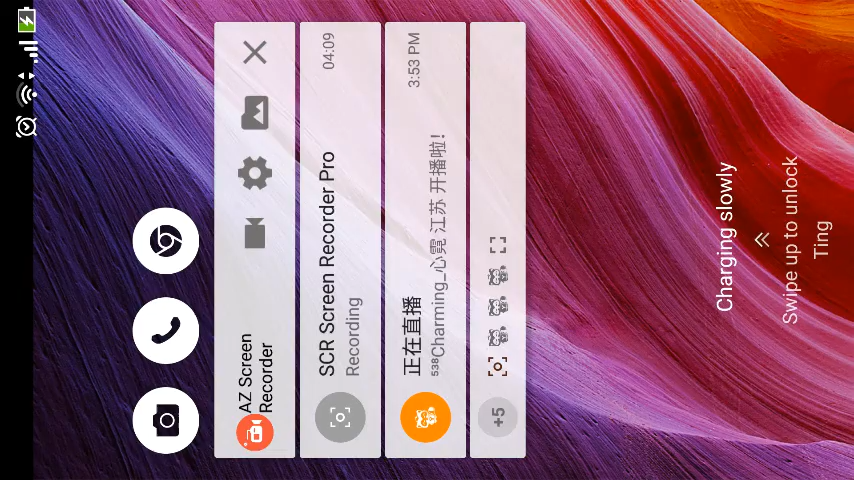 AZ Screen
Recorder
SCR Screen Recorder Pro
04:09
Recording
正在直播
3:53 PM
⁵³⁸Charming_心霓 江苏 开播啦!
+5
Charging slowly
Swipe up to unlock
Ting